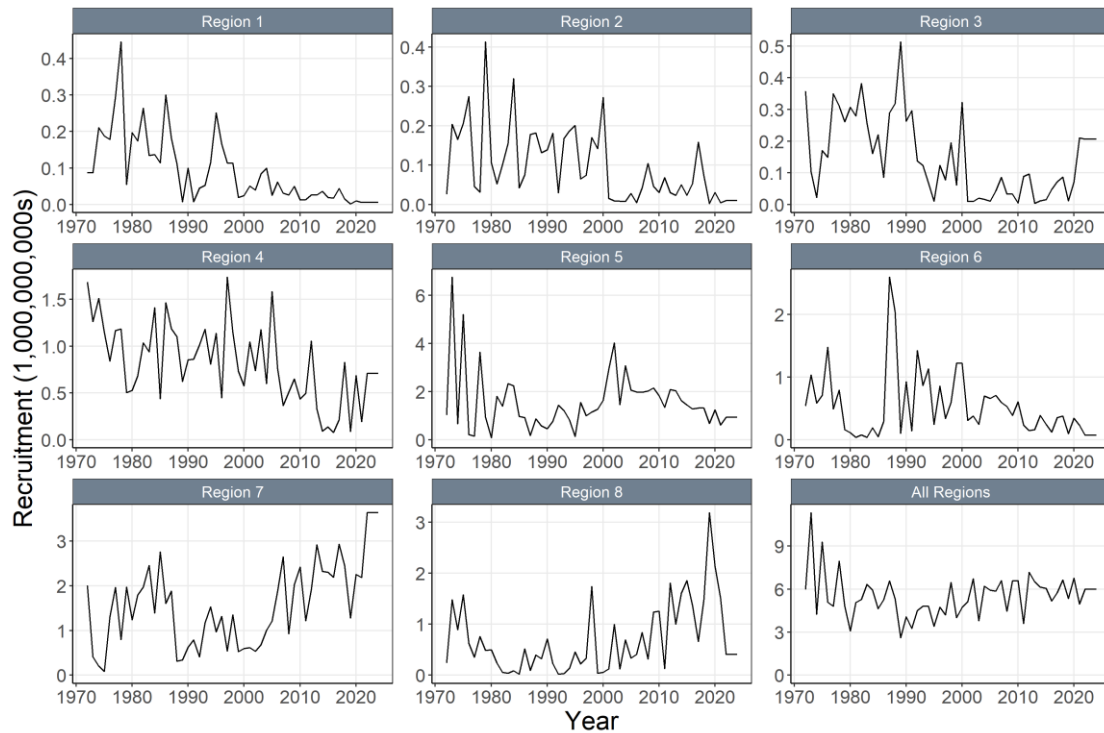 Region 1 Region 2 Region 3
0.4 0.3 0.2 0.1 0.0
0.4 0.3 0.2 0.1 0.0
0.5 0.4 0.3 0.2 0.1 0.0
1970 1980 1990 2000 2010 2020 1970 1980 1990 2000 2010 2020 1970 1980 1990 2000 2010 2020
Region 4 Region 5 Region 6
1.5 1.0 0.5 0.0
6 4 2 0
2 1 0
1970 1980 1990 2000 2010 2020 1970 1980 1990 2000 2010 2020 1970 1980 1990 2000 2010 2020
Region 7 Region 8 All Regions
3 2 1 0
3 2 1 0
9 6 3 0
1970 1980 1990 2000 2010 2020 1970 1980 1990 2000 2010 2020 1970 1980 1990 2000 2010 2020
Recruitment (1,000,000,000s)
Year